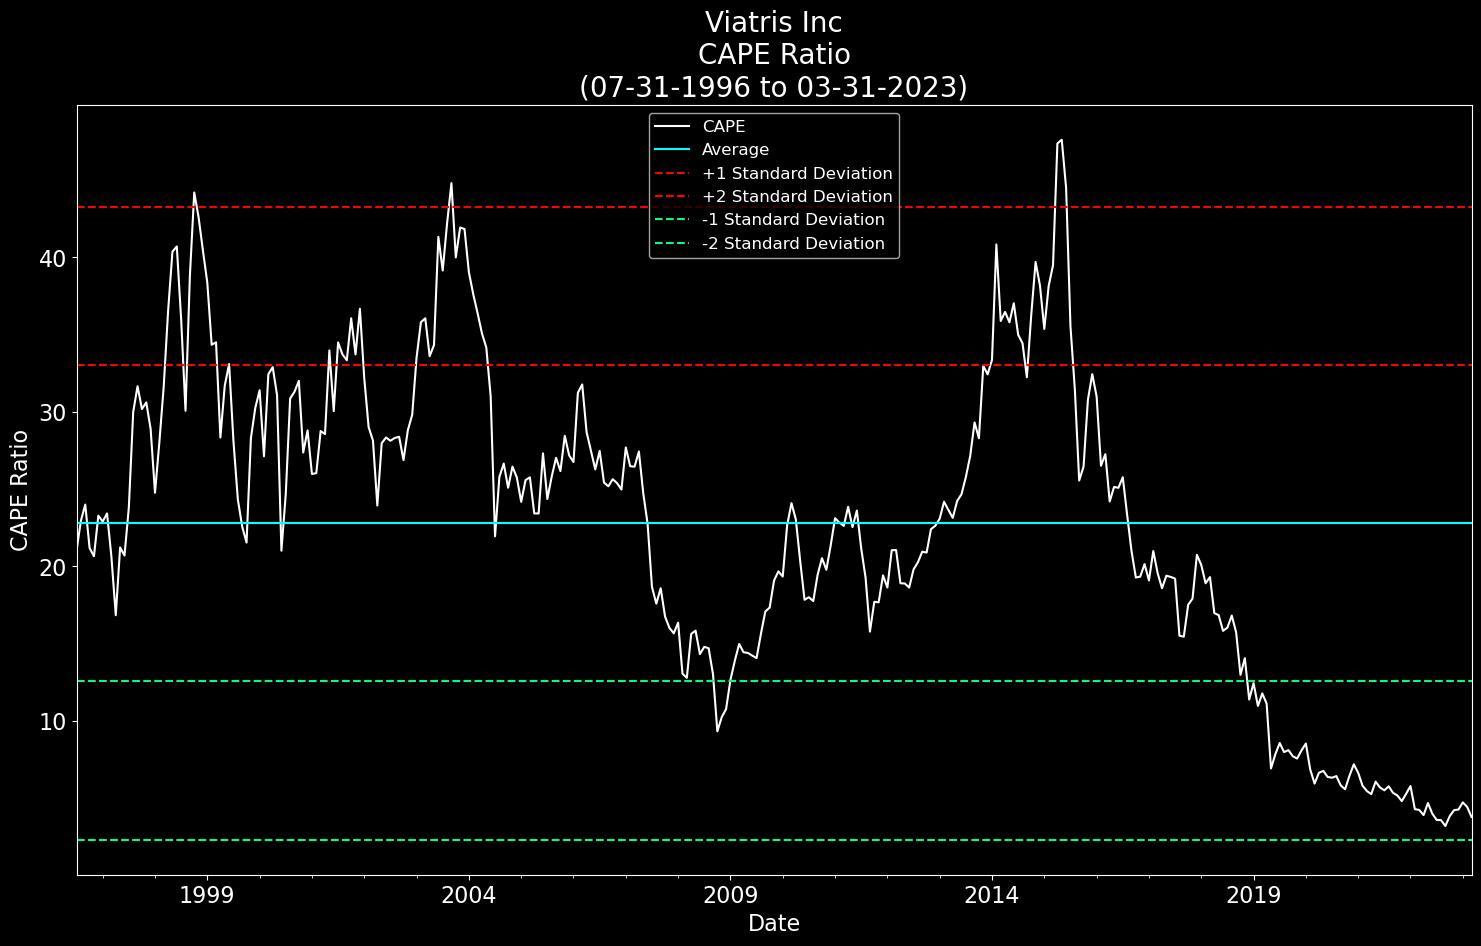 Viatris Inc
CAPE Ratio
(07-31-1996 to 03-31-2023)
CAPE
Average
+1 Standard Deviation
+2 Standard Deviation
-1 Standard Deviation
-2 Standard Deviation
CAPE Ratio
40
30
20
10
1999
2004
2009
2014
2019
Date